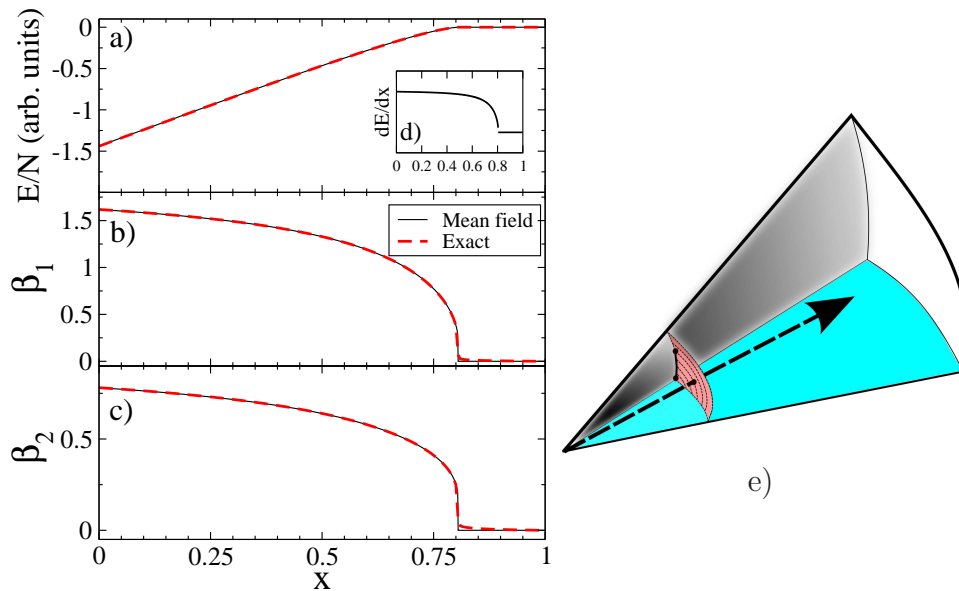 a)
E/N (arb. units)
0
-0.5
-1
-1.5
d)
dE/dx
0 0.2 0.4 0.6 0.8 1
b)
β1
1.5
1
0.5
0
Mean field
Exact
c)
β2
0.5
0
0 0.25 0.5 0.75 1
x
e)